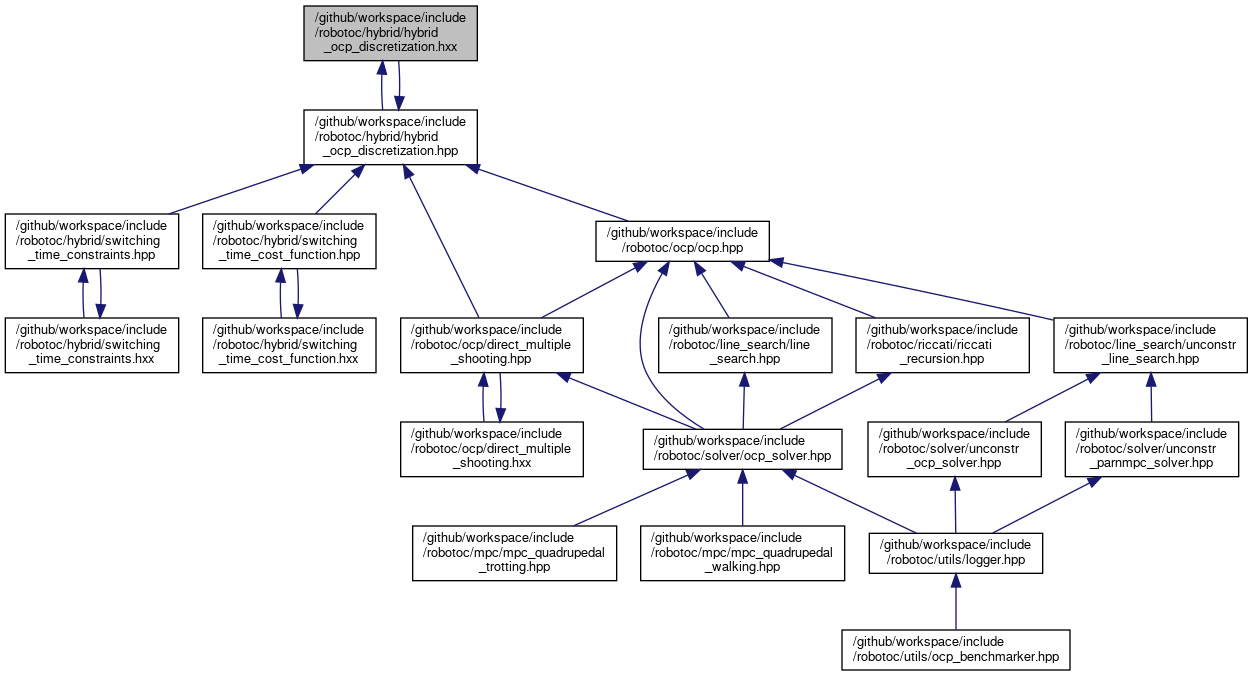 /github/workspace/include
/robotoc/hybrid/hybrid
_ocp_discretization.hxx
/github/workspace/include
/robotoc/hybrid/hybrid
_ocp_discretization.hpp
/github/workspace/include
/robotoc/hybrid/switching
_time_constraints.hpp
/github/workspace/include
/robotoc/hybrid/switching
_time_cost_function.hpp
/github/workspace/include
/robotoc/ocp/ocp.hpp
/github/workspace/include
/robotoc/hybrid/switching
_time_constraints.hxx
/github/workspace/include
/robotoc/hybrid/switching
_time_cost_function.hxx
/github/workspace/include
/robotoc/ocp/direct_multiple
_shooting.hpp
/github/workspace/include
/robotoc/line_search/line
_search.hpp
/github/workspace/include
/robotoc/riccati/riccati
_recursion.hpp
/github/workspace/include
/robotoc/line_search/unconstr
_line_search.hpp
/github/workspace/include
/robotoc/ocp/direct_multiple
_shooting.hxx
/github/workspace/include
/robotoc/solver/ocp_solver.hpp
/github/workspace/include
/robotoc/solver/unconstr
_ocp_solver.hpp
/github/workspace/include
/robotoc/solver/unconstr
_parnmpc_solver.hpp
/github/workspace/include
/robotoc/mpc/mpc_quadrupedal
_trotting.hpp
/github/workspace/include
/robotoc/mpc/mpc_quadrupedal
_walking.hpp
/github/workspace/include
/robotoc/utils/logger.hpp
/github/workspace/include
/robotoc/utils/ocp_benchmarker.hpp